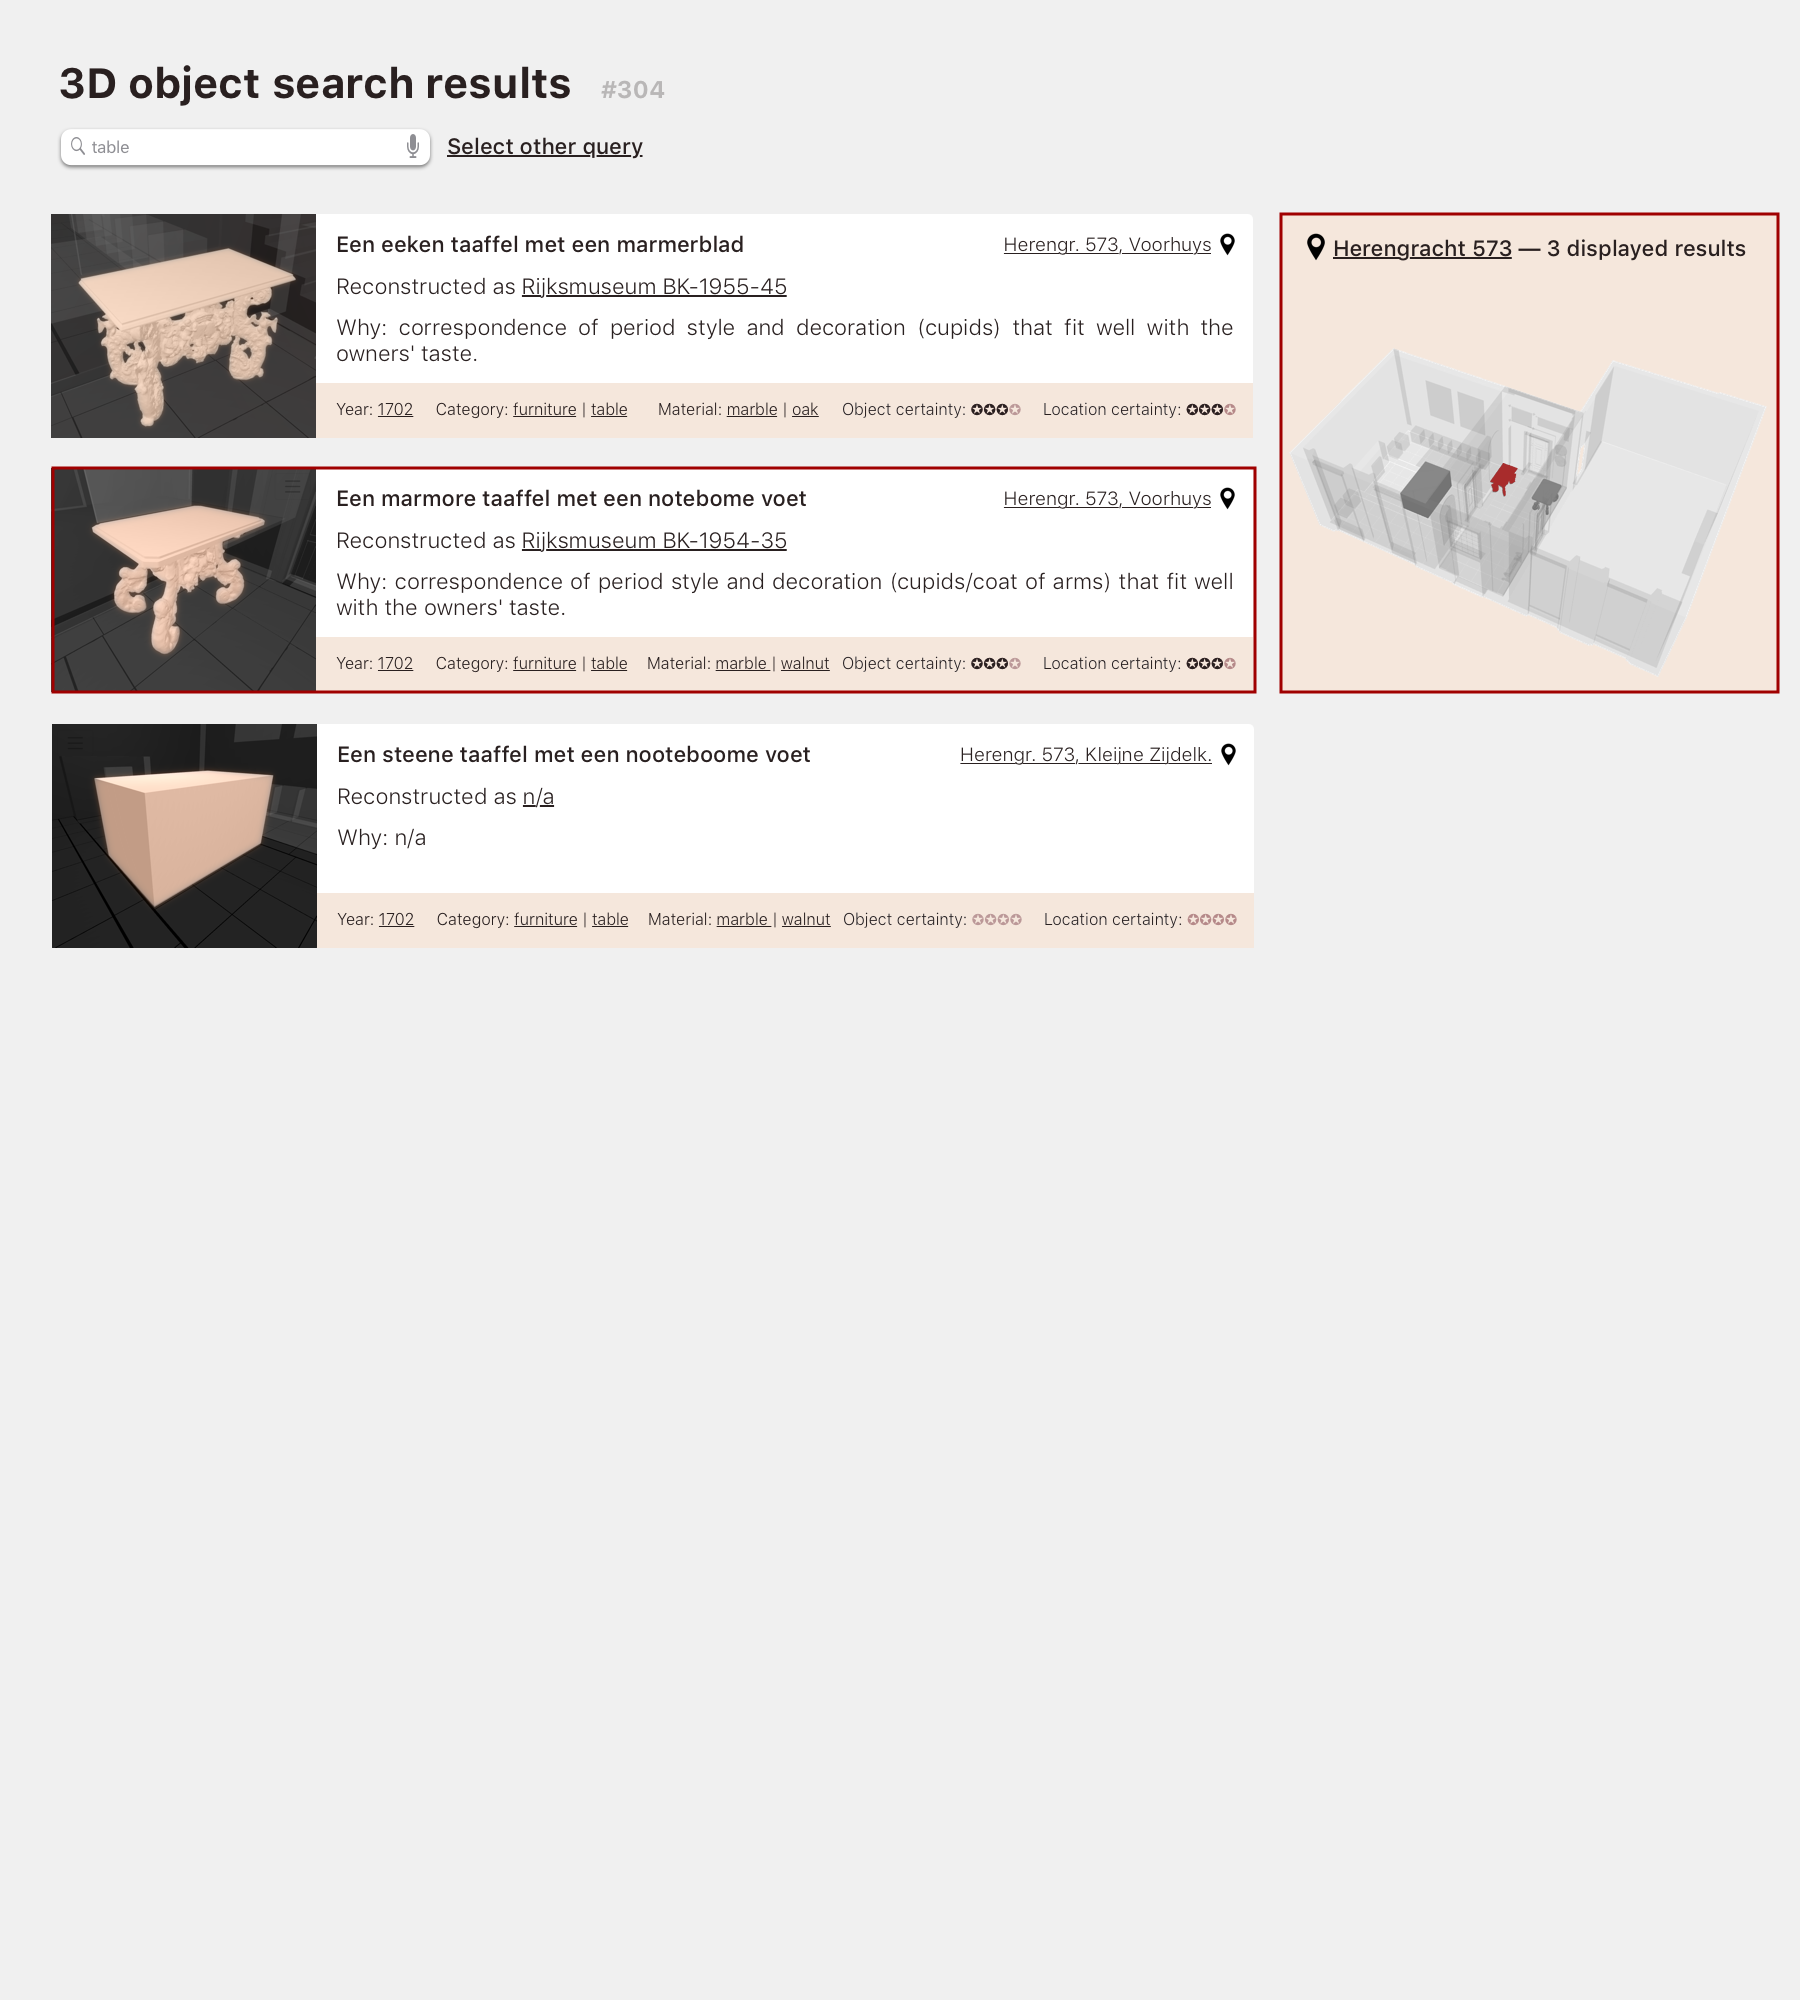 3D object search results #304
table
Select other query
Een eeken taaffel met een marmerblad
Herengr. 573, Voorhuys
Reconstructed as Rijksmuseum BK-1955-45
Why: correspondence of period style and decoration (cupids) that fit well with the
owners' taste.
Year: 1702 Category: furniture | table Material: marble | oak Object certainty: ✪✪✪✪ Location certainty: ✪✪✪✪
Een marmore taaffel met een notebome voet
Herengr. 573, Voorhuys
Reconstructed as Rijksmuseum BK-1954-35
Why: correspondence of period style and decoration (cupids/coat of arms) that fit well
with the owners' taste.
Year: 1702 Category: furniture | table Material: marble | walnut Object certainty: ✪✪✪✪ Location certainty: ✪✪✪✪
Een steene taaffel met een nooteboome voet
Herengr. 573, Kleijne Zijdelk.
Reconstructed as n/a
Why: n/a
Year: 1702 Category: furniture | table Material: marble | walnut Object certainty: ✪✪✪✪ Location certainty: ✪✪✪✪
Herengracht 573 — 3 displayed results